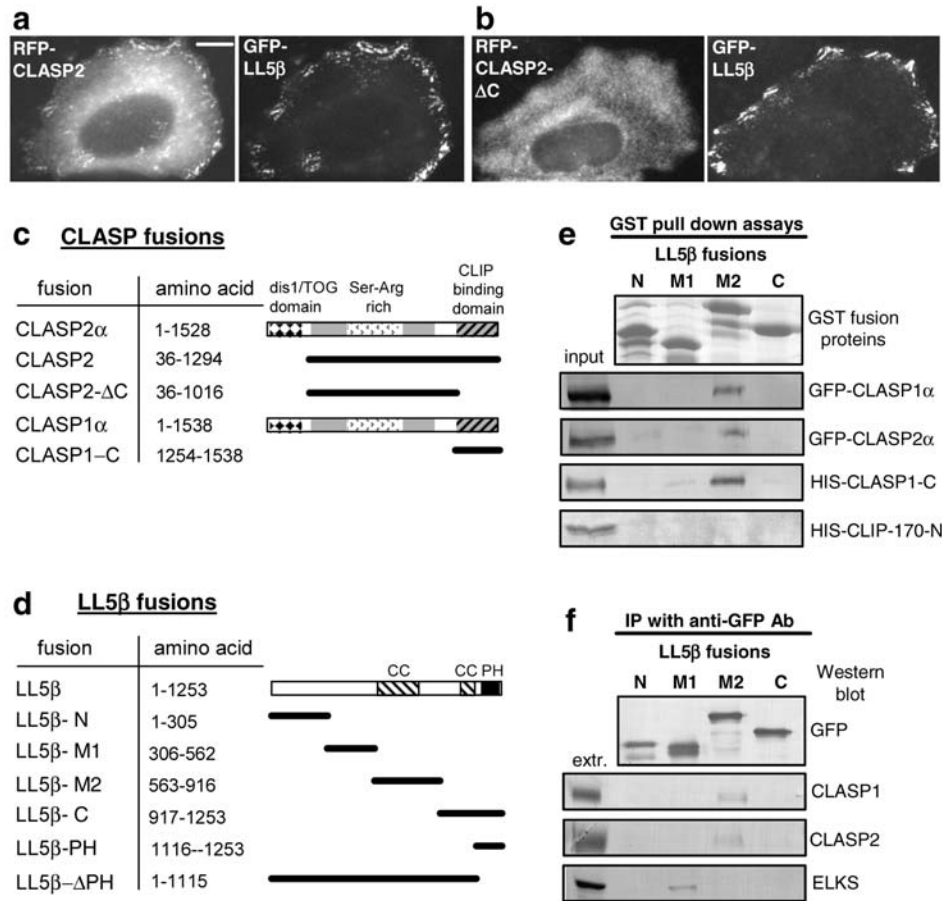 a
RFP-
CLASP2
GFP-
LL5β
b
RFP-
CLASP2-
ΔC
GFP-
LL5β
c CLASP fusions
fusion amino acid
dis1/TOG
domain
Ser-Arg
rich
CLIP
binding
domain
CLASP2α 1-1528
CLASP2 36-1294
CLASP2-ΔC 36-1016
CLASP1α 1-1538
CLASP1–C 1254-1538
d LL5β fusions
fusion amino acid
CC CC PH
LL5β 1-1253
LL5β- N 1-305
LL5β- M1 306-562
LL5β- M2 563-916
LL5β- C 917-1253
LL5β-PH 1116--1253
LL5β–ΔPH 1-1115
e GST pull down assays
LL5β fusions
N M1 M2 C
GST fusion
proteins
input
GFP-CLASP1α
GFP-CLASP2α
HIS-CLASP1-C
HIS-CLIP-170-N
f IP with anti-GFP Ab
LL5β fusions
Western
blot
N M1 M2 C
GFP
extr.
CLASP1
CLASP2
ELKS